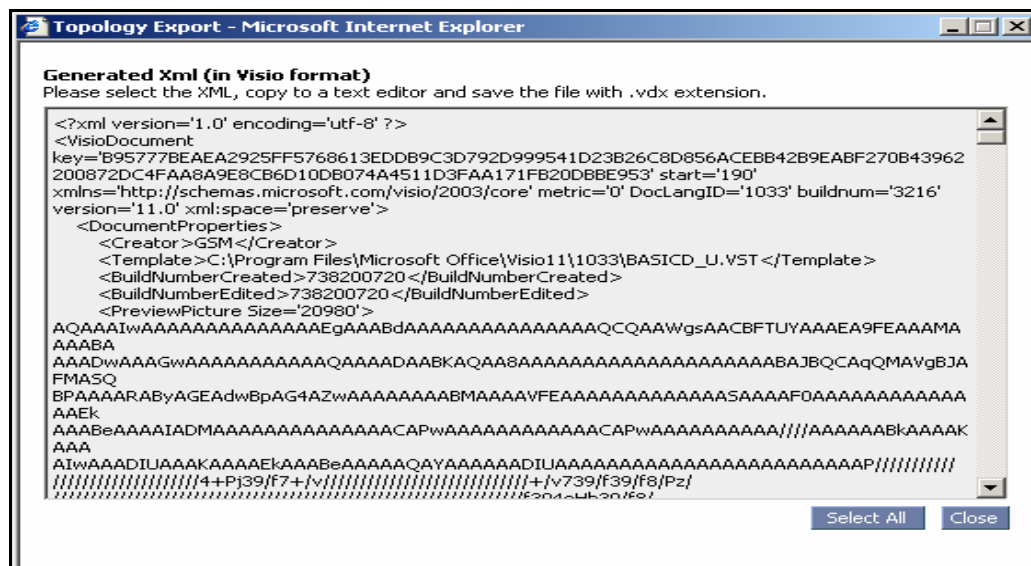 Topology Export - Microsoft Internet Explorer
Generated Xml (in Visio format)
Please select the XML, copy to a text editor and save the file with .vdx extension.
<?xml version='1.0' encoding='utf-8' ?>
<VisioDocument
key='B95777BEAEA2925FF5768613EDDB9C3D792D999541D23B26C8D856ACEBB42B9EABF270B43962
200872DC4FAA8A9E8CB6D10DB074A4511D3FAA171FB20DBBE953' start='190'
xmlns='http://schemas.microsoft.com/visio/2003/core' metric='0' DocLangID='1033' buildnum='3216'
version='11.0' xml:space='preserve'>
<DocumentProperties>
<Creator>GSM</Creator>
<Template>C:\Program Files\Microsoft Office\Visio11\1033\BASICD_U.VST</Template>
<BuildNumberCreated>738200720</BuildNumberCreated>
<BuildNumberEdited>738200720</BuildNumberEdited>
<PreviewPicture Size='20980'>
AQAAAIwAAAAAAAAAAAAAAAEgAAABdAAAAAAAAAAAAAAAQCQAAWgsAACBFTUYAAAEA9FEAAAMA
AAABA
AAADwAAAGwAAAAAAAAAAAQAAAADAABKAQAA8AAAAAAAAAAAAAAAAAAAAABAJBQCAqQMAVgBJA
FMASQ
BPAAAARAByAGEAdwBpAG4AZwAAAAAAAABMAAAAVFEAAAAAAAAAAAAASAAAAF0AAAAAAAAAAA
AAEk
AAABeAAAAIADMAAAAAAAAAAAAAACAPwAAAAAAAAAAAAACAPwAAAAAAAAAA////AAAAAABkAAAAK
AAA
AIwAAADIUAAAKAAAAEkAAABeAAAAAQAYAAAAAADIUAAAAAAAAAAAAAAAAAAAAAAAAAP///////////
////////////////////4+Pj39/f7+/v////////////////////////////+/v739/f39/f8/Pz/
Select All
Close